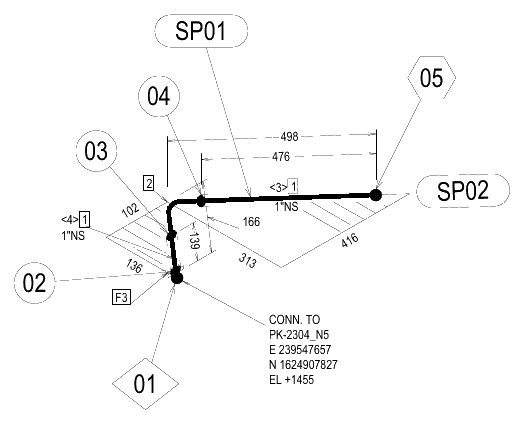 SP01
05
04
498
476
03
2
<3> 1
1"NS
SP02
102
<4> 1
1"NS
166
139
416
313
136
02
F3
CONN. TO
PK-2304_N5
E 239547657
N 1624907827
EL +1455
01